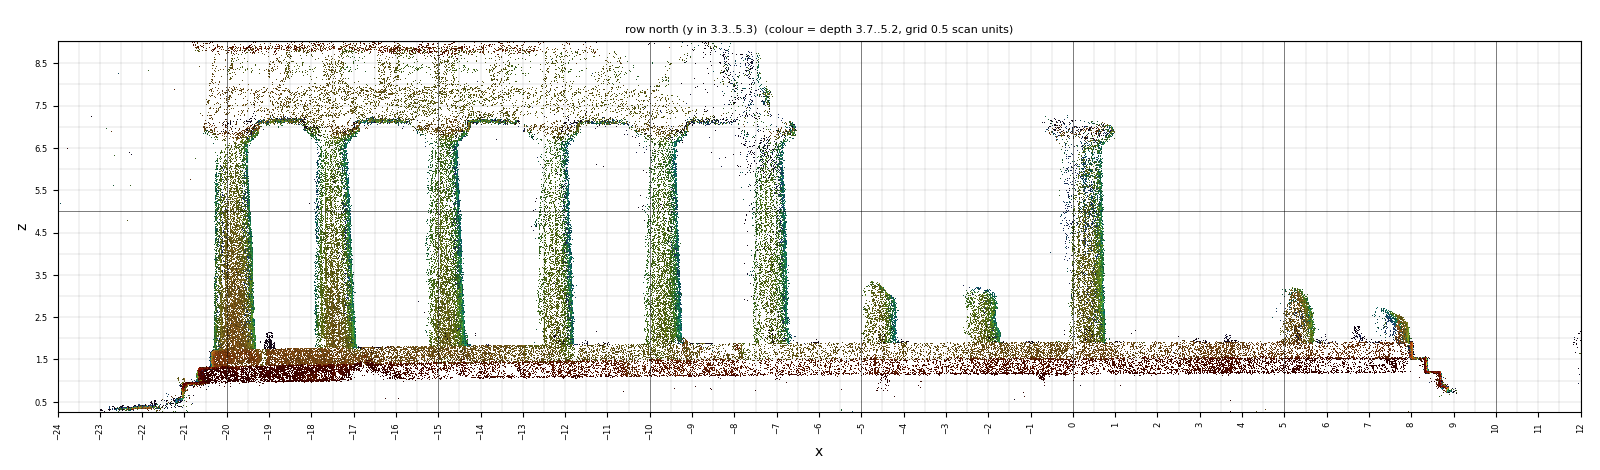 row north (y in 3.3..5.3)  (colour = depth 3.7..5.2, grid 0.5 scan units)
8.5
7.5
6.5
5.5
z
4.5
3.5
2.5
1.5
0.5
−24 −23 −22 −21 −20 −19 −18 −17 −16 −15 −14 −13 −12 −11 −10 −9 −8 −7 −6 −5 −4 −3 −2 −1 0 1 2 3 4 5 6 7 8 9 10 11 12
x